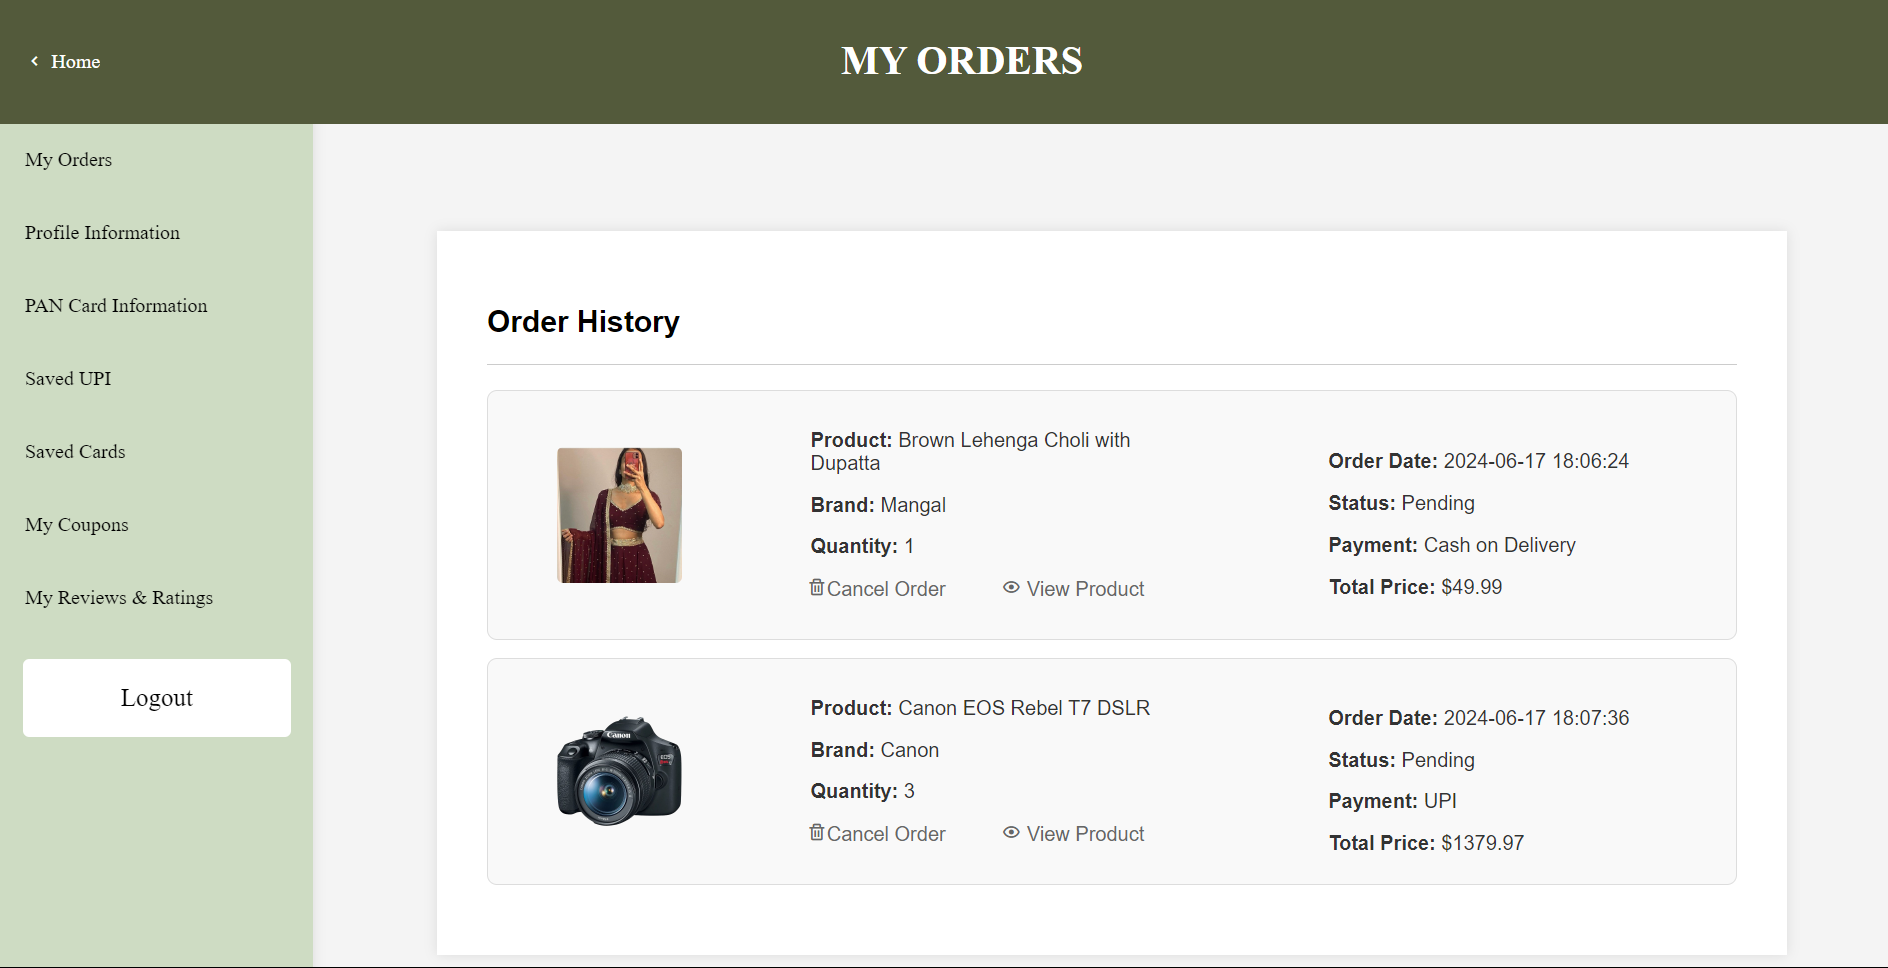 Home
MY ORDERS
My Orders
Profile Information
PAN Card Information
Saved UPI
Saved Cards
My Coupons
My Reviews & Ratings
Logout
Order History
Product: Brown Lehenga Choli with
Dupatta
Brand: Mangal
Quantity: 1
Cancel Order
View Product
Order Date: 2024-06-17 18:06:24
Status: Pending
Payment: Cash on Delivery
Total Price: $49.99
Canon
EOS
Product: Canon EOS Rebel T7 DSLR
Brand: Canon
Quantity: 3
Cancel Order
View Product
Order Date: 2024-06-17 18:07:36
Status: Pending
Payment: UPI
Total Price: $1379.97